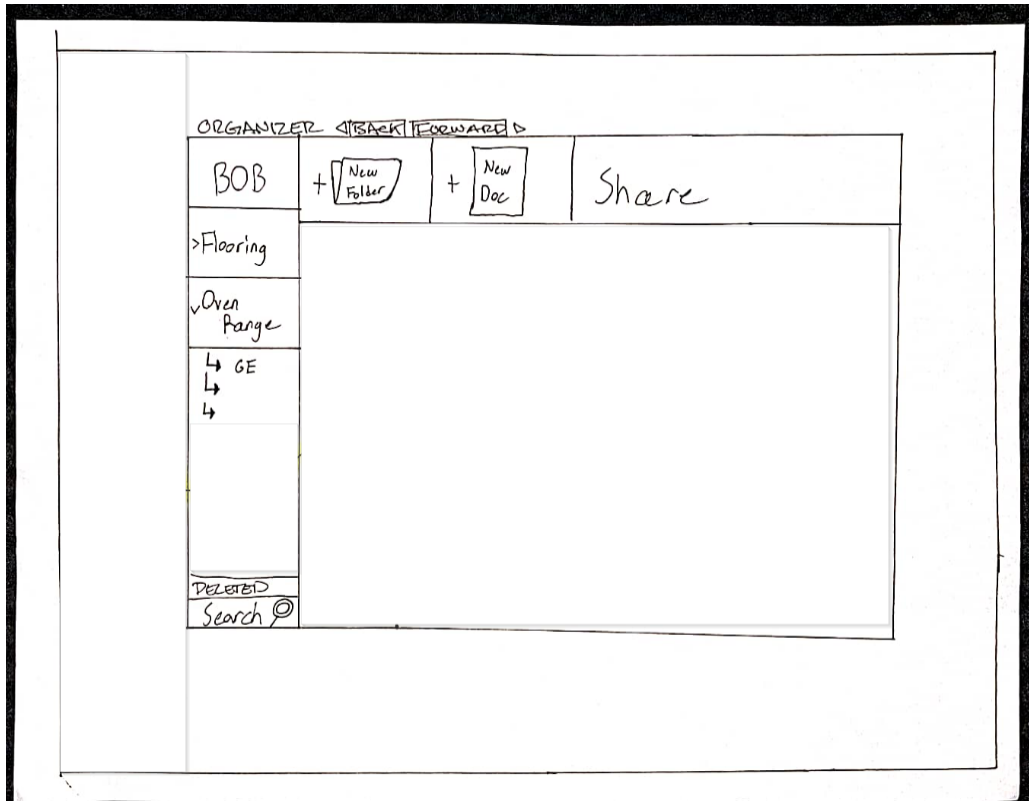 ORGANIZER BACK FORWARD
BOB
+ New
Folder
+ New
Doc
Share
>Flooring
Oven
Range
↳ GE
↳
↳
DELETED
Search